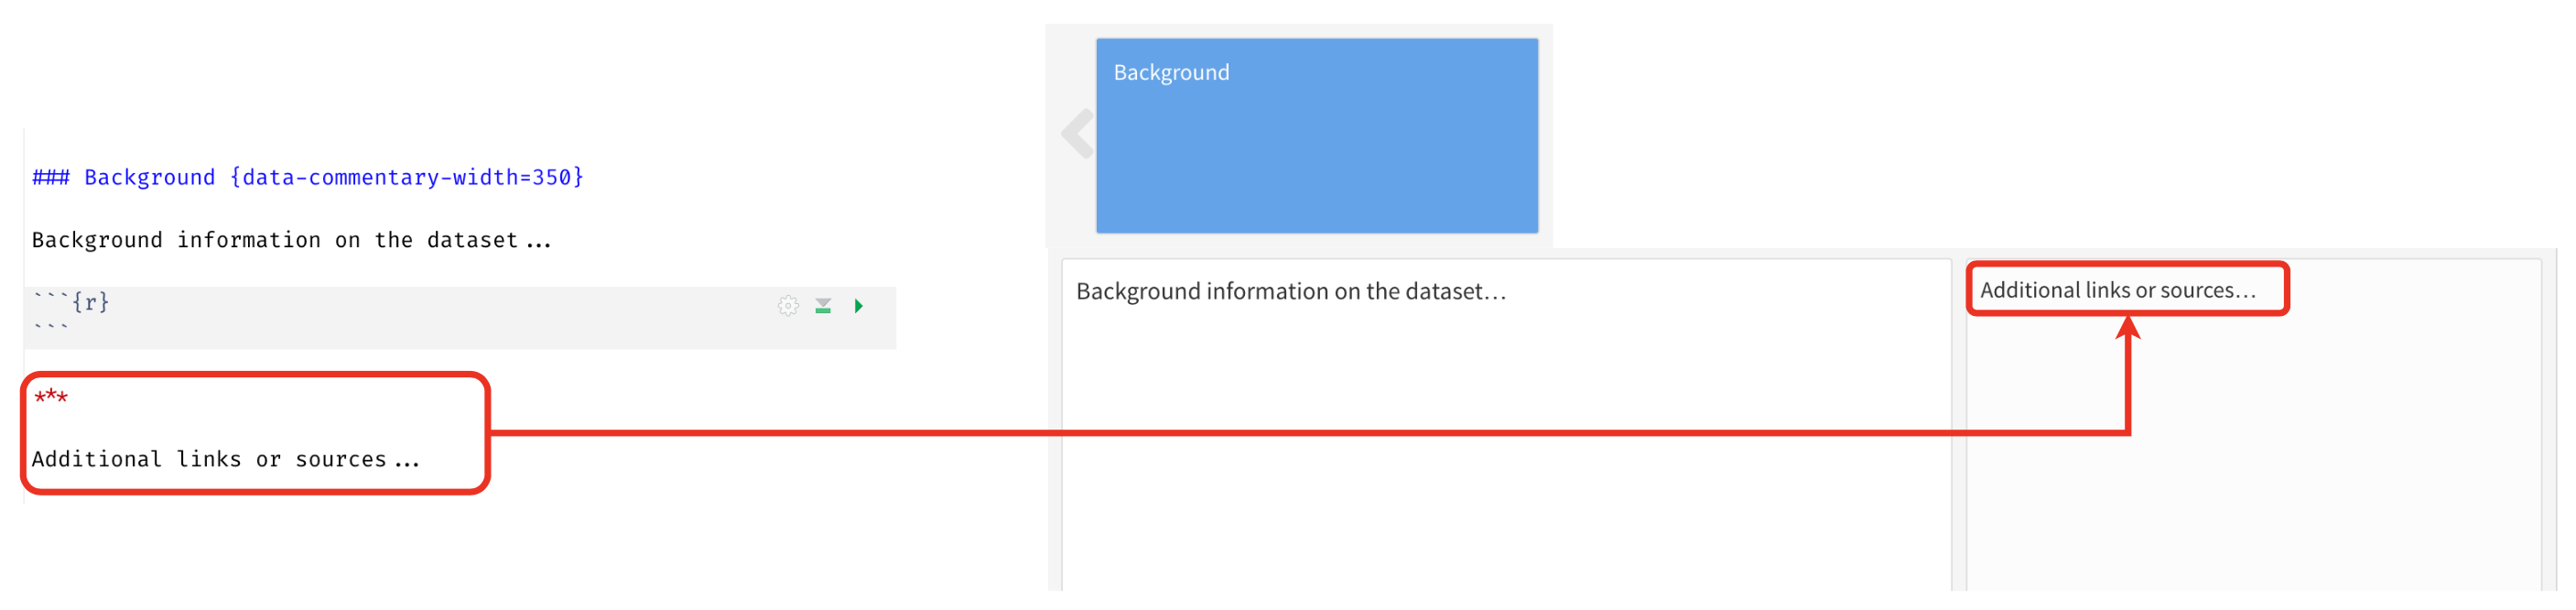 ### Background {data-commentary-width=350}
Background information on the dataset...
```{r}
```
***
Additional links or sources...
Background
Background information on the dataset...
Additional links or sources...